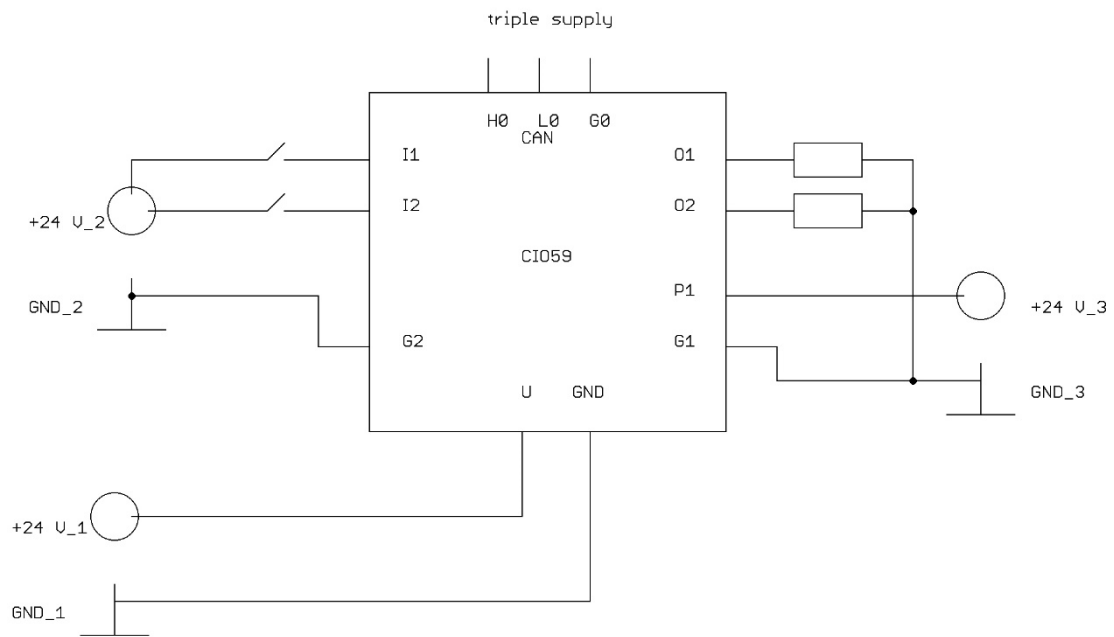 triple supply
H0 L0 G0
CAN
I1 O1
+24 V_2 I2 O2
CIO59
GND_2 P1 +24 V_3
G2 G1
U GND GND_3
+24 V_1
GND_1